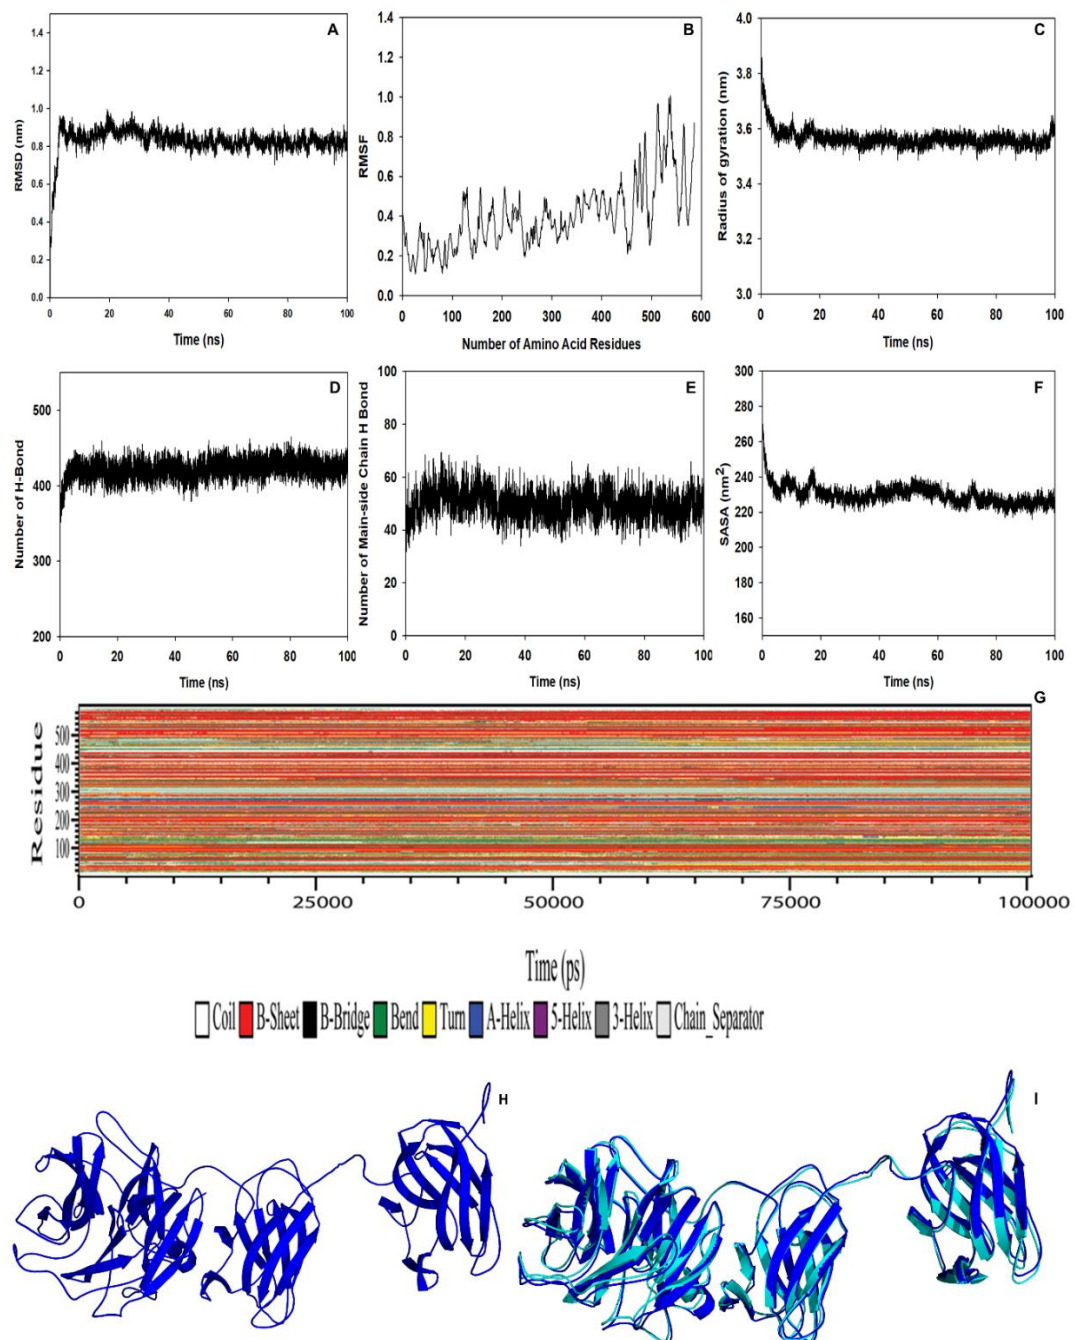 A
RMSD (nm)
1.4
1.2
1.0
0.8
0.6
0.4
0.2
0.0
0 20 40 60 80 100
Time (ns)
B
RMSF
1.4
1.2
1.0
0.8
0.6
0.4
0.2
0.0
0 100 200 300 400 500 600
Number of Amino Acid Residues
C
Radius of gyration (nm)
4.0
3.8
3.6
3.4
3.2
3.0
0 20 40 60 80 100
Time (ns)
D
Number of H-Bond
500
400
300
200
0 20 40 60 80 100
Time (ns)
E
Number of Main-side Chain H Bond
100
80
60
40
20
0
0 20 40 60 80 100
Time (ns)
F
SASA (nm²)
300
280
260
240
220
200
180
160
0 20 40 60 80 100
Time (ns)
G
Residue
500
400
300
200
100
0 25000 50000 75000 100000
Time (ps)
Coil B-Sheet B-Bridge Bend Turn A-Helix 5-Helix 3-Helix Chain_Separator
H
I